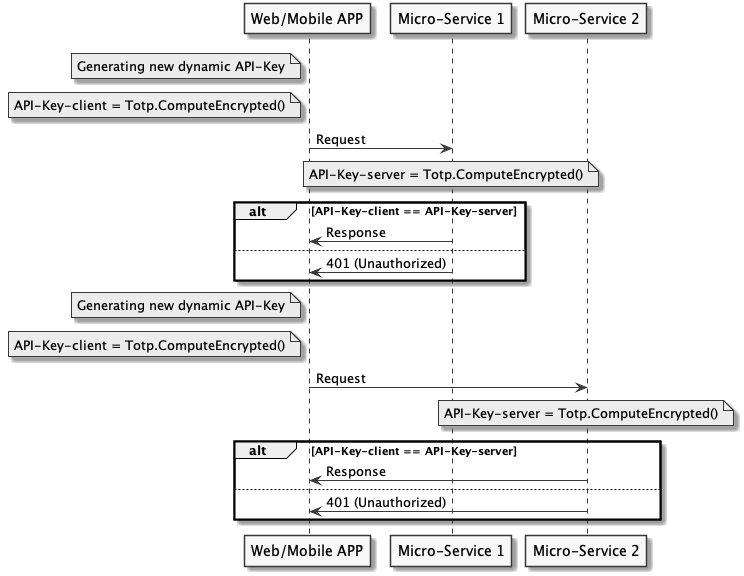 Web/Mobile APP
Micro-Service 1
Micro-Service 2
Generating new dynamic API-Key
API-Key-client = Totp.ComputeEncrypted()
Request
API-Key-server = Totp.ComputeEncrypted()
alt
[API-Key-client == API-Key-server]
Response
401 (Unauthorized)
Generating new dynamic API-Key
API-Key-client = Totp.ComputeEncrypted()
Request
API-Key-server = Totp.ComputeEncrypted()
alt
[API-Key-client == API-Key-server]
Response
401 (Unauthorized)
Web/Mobile APP
Micro-Service 1
Micro-Service 2